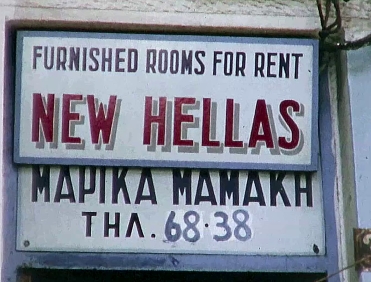 FURNISHED ROOMS FOR RENT
NEW HELLAS
ΜΑΡΙΚΑ ΜΑΜΑΚΗ
ΤΗΛ. 68·38